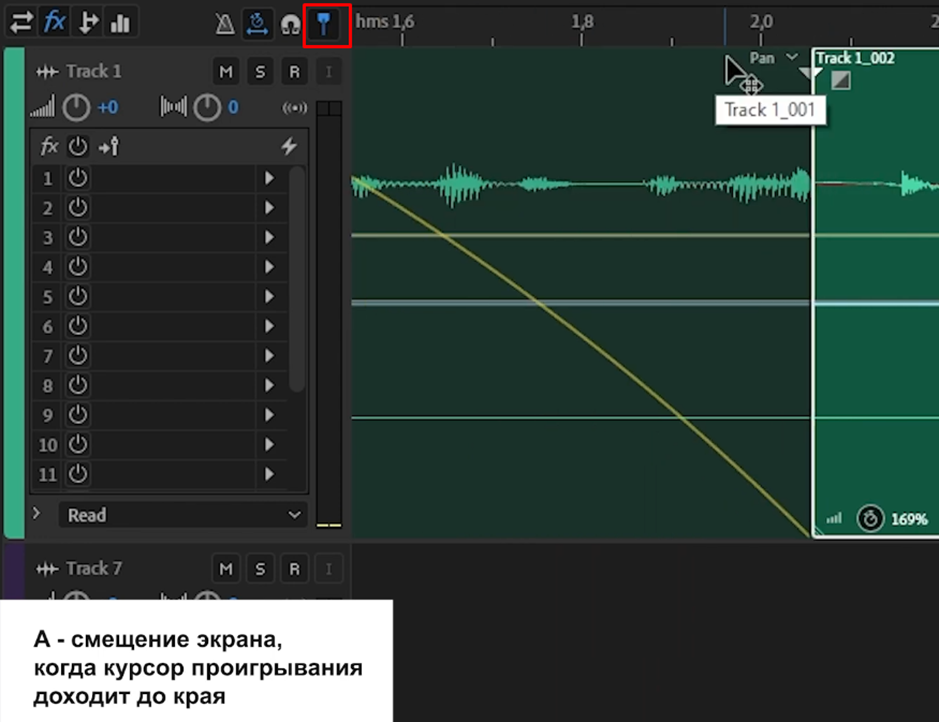 fx
hms 1,6
1,8
2,0
2
Track 1
M S R I
Pan
Track 1_002
+0
0
Track 1_001
fx
1
2
3
4
5
6
7
8
9
10
11
Read
169%
Track 7
M S R I
А - смещение экрана,
когда курсор проигрывания
доходит до края